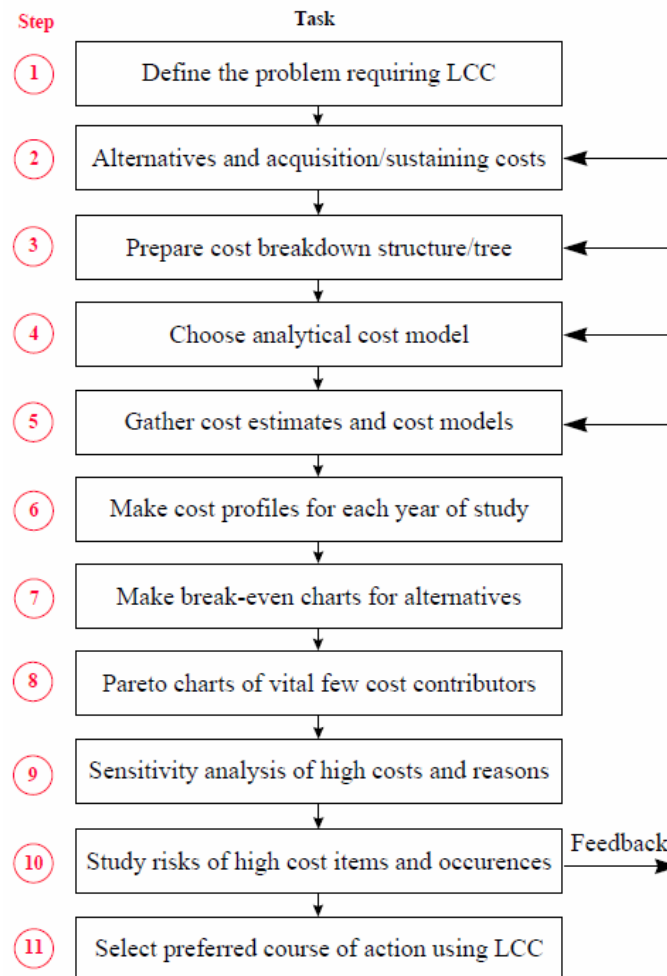 Step Task
1 Define the problem requiring LCC
2 Alternatives and acquisition/sustaining costs
3 Prepare cost breakdown structure/tree
4 Choose analytical cost model
5 Gather cost estimates and cost models
6 Make cost profiles for each year of study
7 Make break-even charts for alternatives
8 Pareto charts of vital few cost contributors
9 Sensitivity analysis of high costs and reasons
10 Study risks of high cost items and occurences Feedback
11 Select preferred course of action using LCC